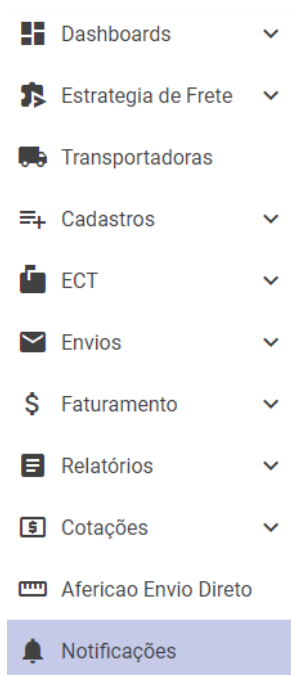 Dashboards
Estrategia de Frete
Transportadoras
Cadastros
ECT
Envios
Faturamento
Relatórios
Cotações
Afericao Envio Direto
Notificações